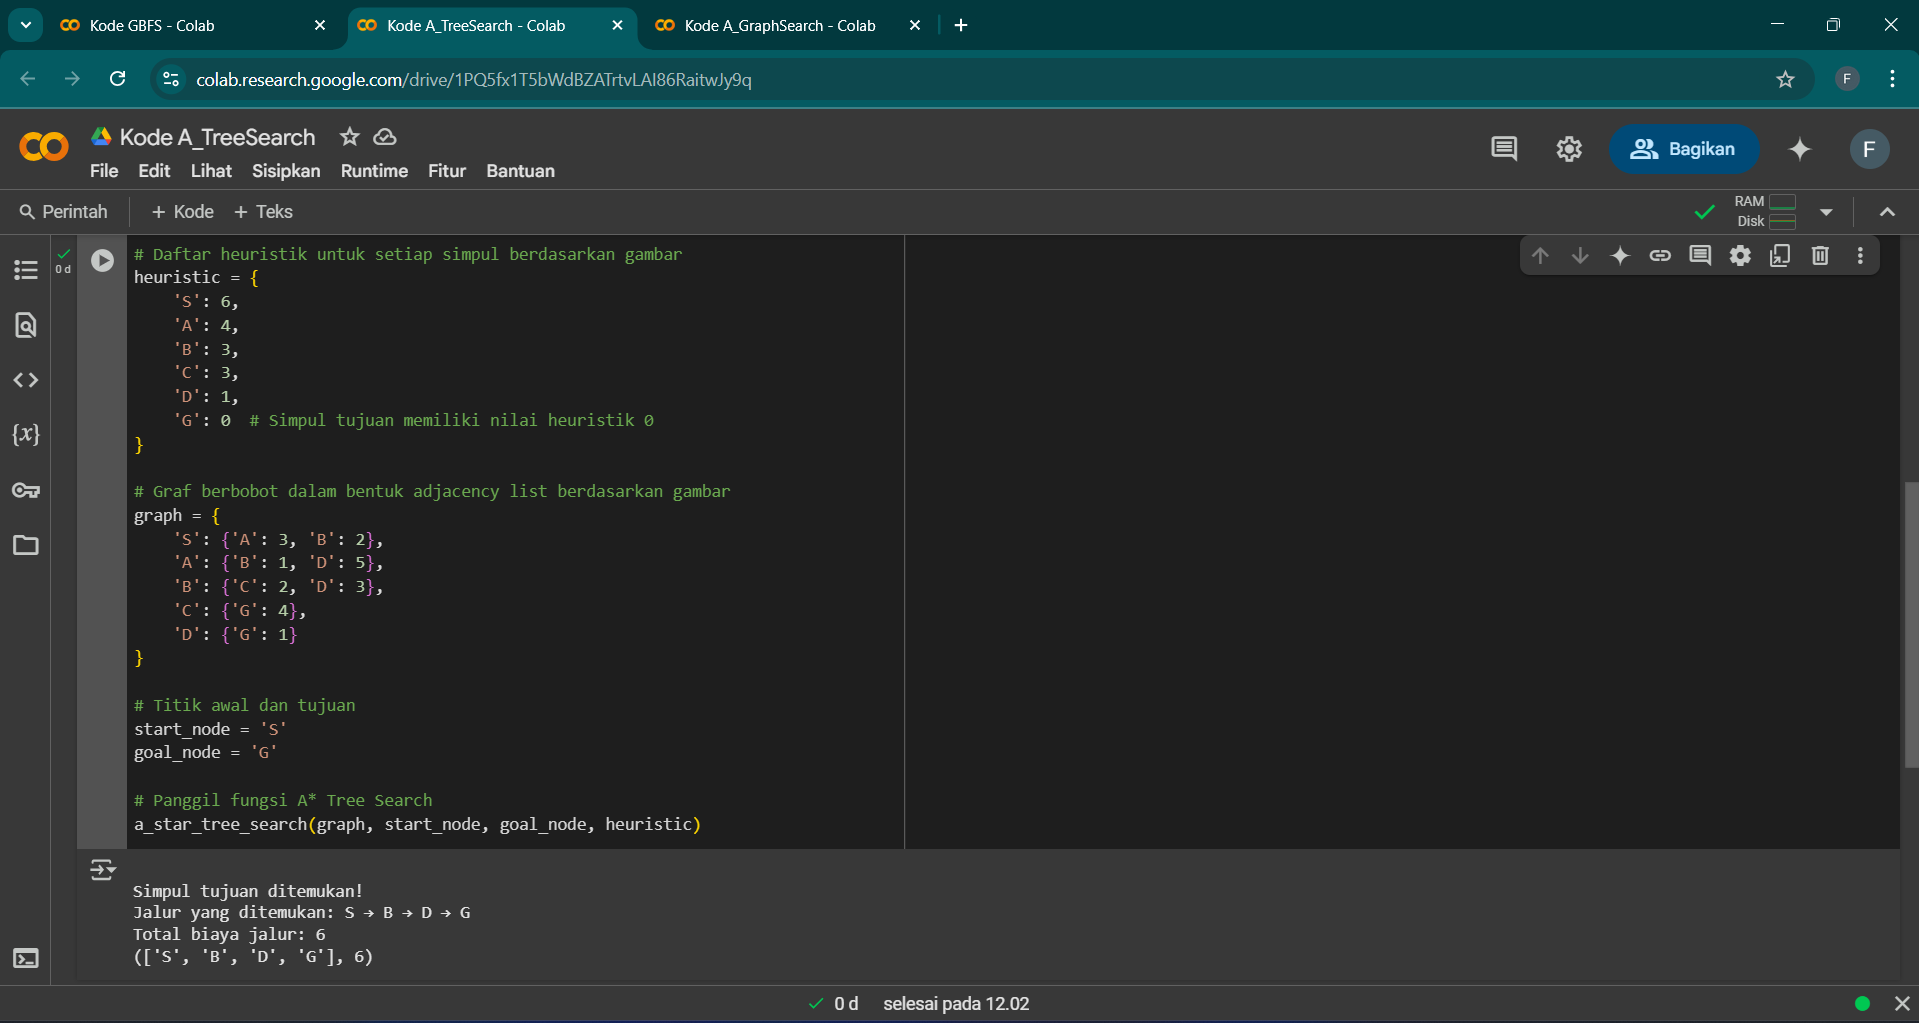 Kode GBFS - Colab
Kode A_TreeSearch - Colab
Kode A_GraphSearch - Colab
colab.research.google.com/drive/1PQ5fx1T5bWdBZATrtvLAI86RaitwJy9q
F
Kode A_TreeSearch
File Edit Lihat Sisipkan Runtime Fitur Bantuan
Bagikan
F
Perintah
+ Kode
+ Teks
RAM
Disk
0 d
# Daftar heuristik untuk setiap simpul berdasarkan gambar
heuristic = {
    'S': 6,
    'A': 4,
    'B': 3,
    'C': 3,
    'D': 1,
    'G': 0  # Simpul tujuan memiliki nilai heuristik 0
}
# Graf berbobot dalam bentuk adjacency list berdasarkan gambar
graph = {
    'S': {'A': 3, 'B': 2},
    'A': {'B': 1, 'D': 5},
    'B': {'C': 2, 'D': 3},
    'C': {'G': 4},
    'D': {'G': 1}
}
# Titik awal dan tujuan
start_node = 'S'
goal_node = 'G'
# Panggil fungsi A* Tree Search
a_star_tree_search(graph, start_node, goal_node, heuristic)
Simpul tujuan ditemukan!
Jalur yang ditemukan: S → B → D → G
Total biaya jalur: 6
(['S', 'B', 'D', 'G'], 6)
0 d selesai pada 12.02